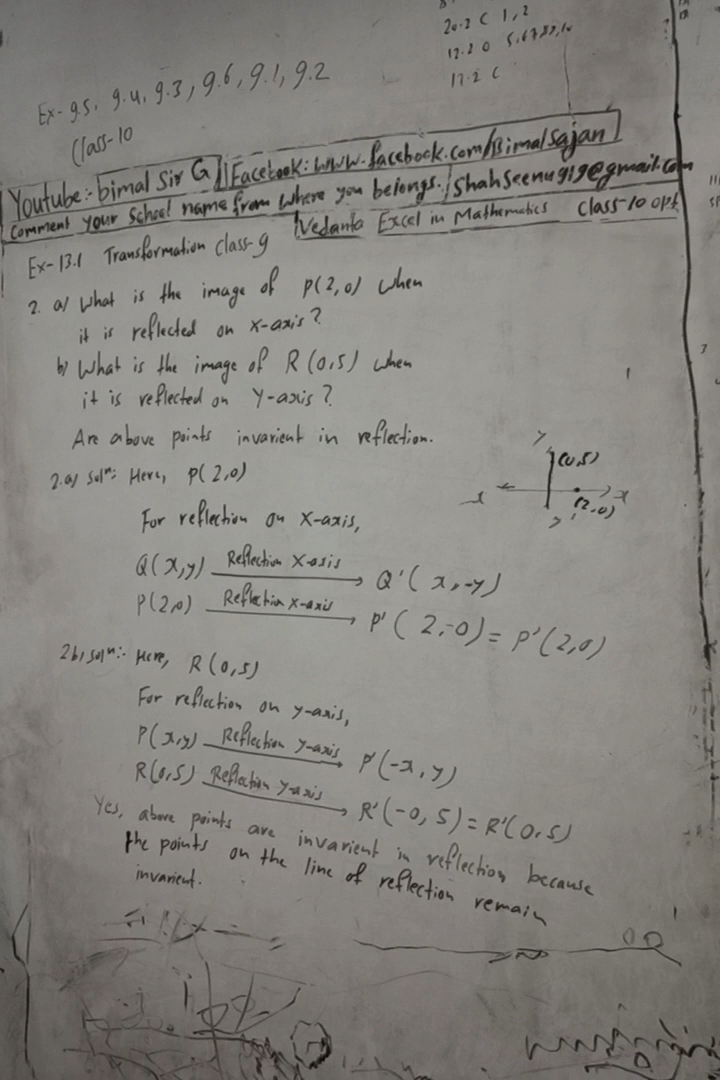 20.2 C 1,2
17.2 C
Ex- 9.5, 9.4, 9.3, 9.6, 9.1, 9.2
Class-10
Youtube:- bimal Sir G Facebook: www.facebook.com/Bimalsajan
Comment your School name from where you belongs. Shahseenu919@gmail.com
Vedanta Excel in Mathematics Class-10 opt
Ex-13.1 Transformation class-9
2. a) What is the image of P(2,0) when
it is reflected on X-axis?
b) What is the image of R(0,5) when
it is reflected on Y-axis?
Are above points invarient in reflection.
2.a) Solⁿ: Here, P(2,0)
For reflection on X-axis,
Y
(0,5)
X X
(2,0)
Y
Q(x,y) Reflection X-axis Q'(x,-y)
P(2,0) Reflection X-axis P'(2,-0) = P'(2,0)
2b) Solⁿ:- Here, R(0,5)
For reflection on y-axis,
P(x,y) Reflection y-axis P'(-x,y)
R(0,5) Reflection y-axis R'(-0,5) = R'(0,5)
Yes, above points are invarient in reflection because
the points on the line of reflection remain
invarient.